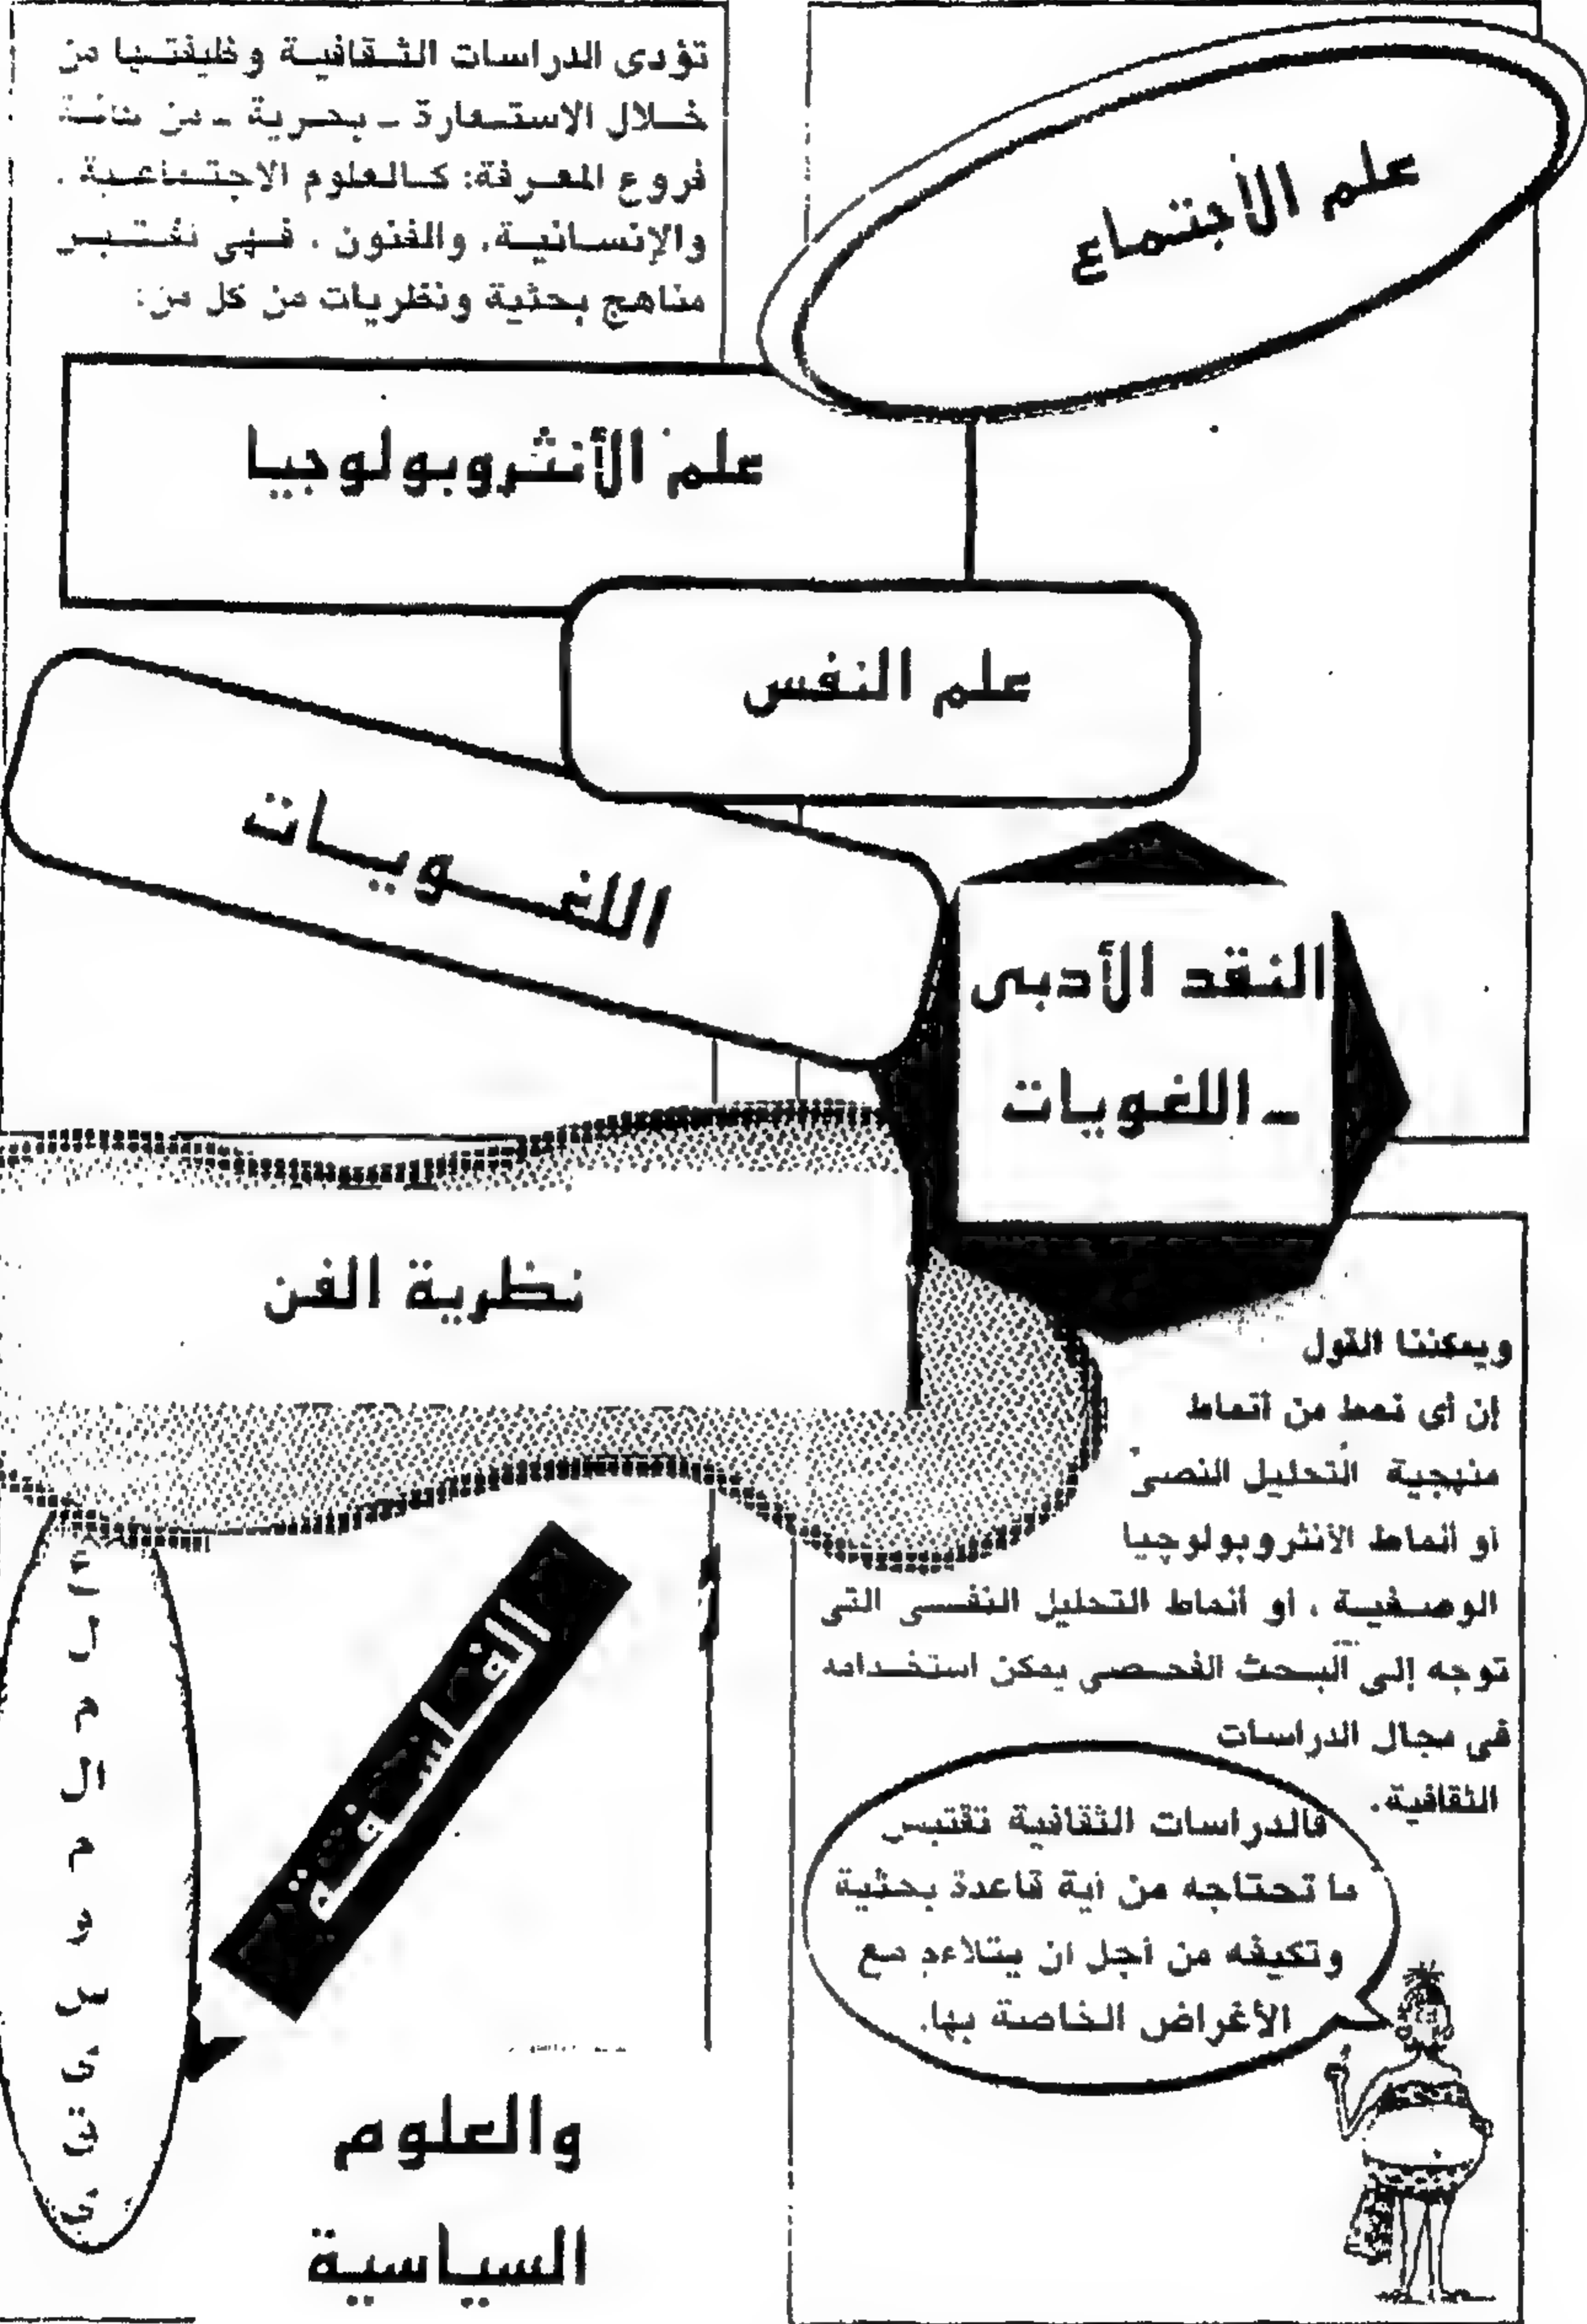 تؤدى الدراسات الثقافية وظيفتها من
خلال الاستعارة - بحرية - من كافة
فروع المعرفة: كالعلوم الاجتماعية .
والإنسانية، والفنون . فهى تختبر
مناهج بحثية ونظريات من كل من:
علم الأجتماع
علم الأنثروبولوجيا
علم النفس
اللغويات
النقد الأدبى
- اللغويات
نظرية الفن
علم الموسيقى
الفلسفة
والعلوم
السياسية
ويمكننا القول
إن أى نمط من أنماط
منهجية التحليل النصى
أو أنماط الأنثروبولوجيا
الوصفية ، أو أنماط التحليل النفسى التى
توجه إلى البحث الفحصى يمكن استخدامه
فى مجال الدراسات
الثقافية.
فالدراسات الثقافية تقتبس
ما تحتاجه من أية قاعدة بحثية
وتكيفه من أجل ان يتلاءم مع
الأغراض الخاصة بها.